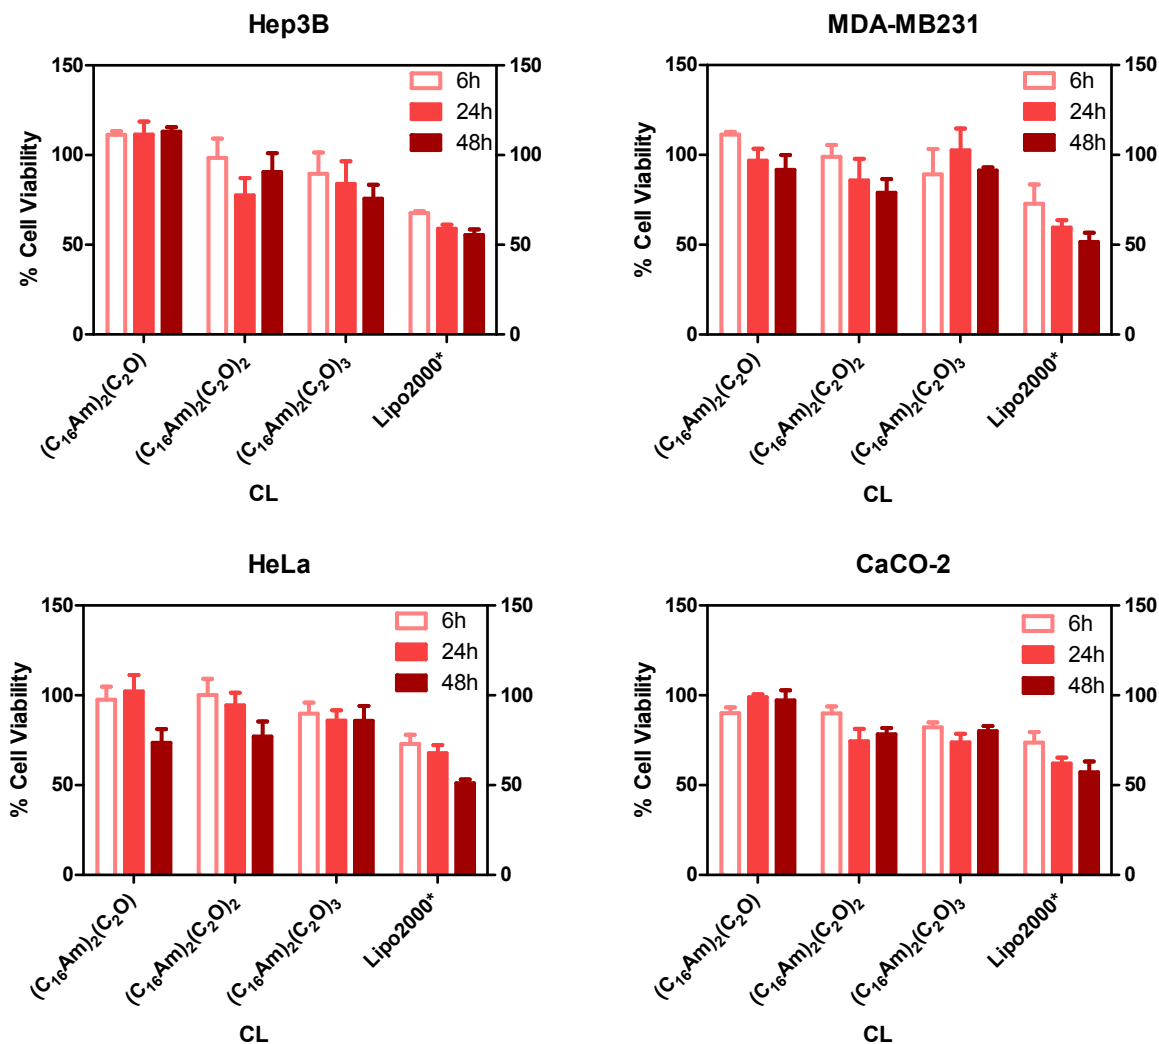 Hep3B
150
100
50
0
% Cell Viability
6h
24h
48h
150
100
50
0
(C₁₆Am)₂(C₂O)
(C₁₆Am)₂(C₂O)₂
(C₁₆Am)₂(C₂O)₃
Lipo2000*
CL
MDA-MB231
150
100
50
0
% Cell Viability
6h
24h
48h
150
100
50
0
(C₁₆Am)₂(C₂O)
(C₁₆Am)₂(C₂O)₂
(C₁₆Am)₂(C₂O)₃
Lipo2000*
CL
HeLa
150
100
50
0
% Cell Viability
6h
24h
48h
150
100
50
0
(C₁₆Am)₂(C₂O)
(C₁₆Am)₂(C₂O)₂
(C₁₆Am)₂(C₂O)₃
Lipo2000*
CL
CaCO-2
150
100
50
0
% Cell Viability
6h
24h
48h
150
100
50
0
(C₁₆Am)₂(C₂O)
(C₁₆Am)₂(C₂O)₂
(C₁₆Am)₂(C₂O)₃
Lipo2000*
CL